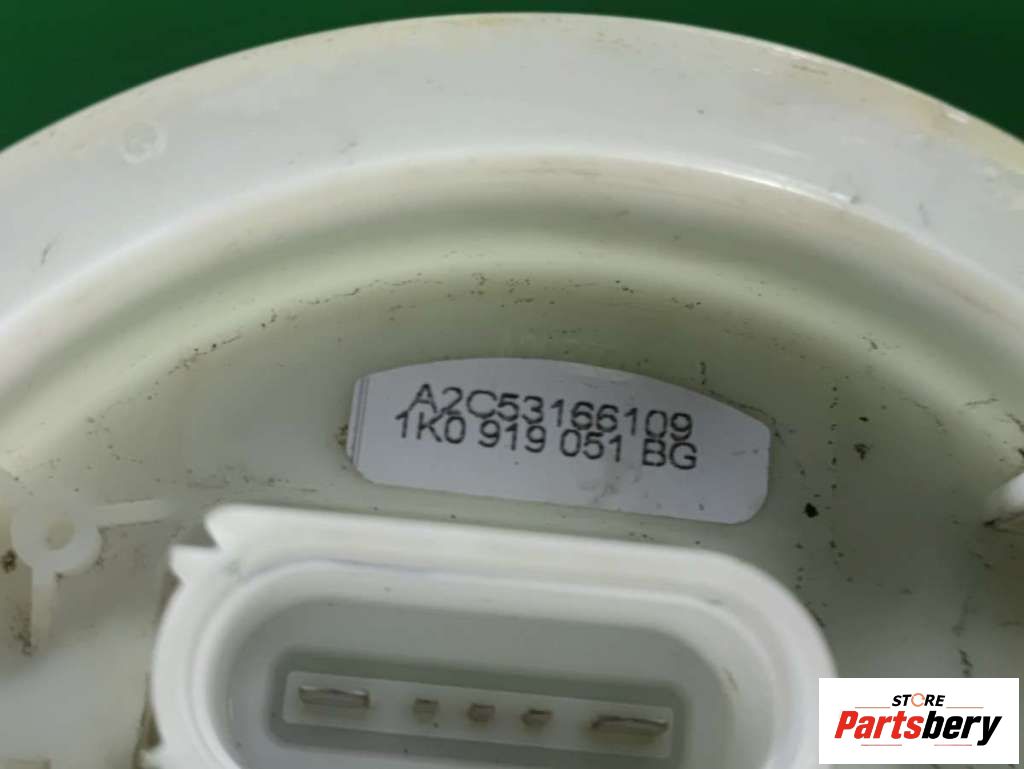 A2C53166109
1K0 919 051 BG
STORE
Partsbery